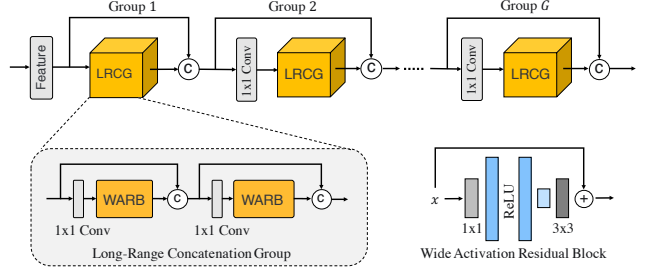 Group 1
Group 2
Group G
Feature
LRCG
C
1x1 Conv
LRCG
C
1x1 Conv
LRCG
C
WARB
C
WARB
C
1x1 Conv
1x1 Conv
Long-Range Concatenation Group
x
ReLU
+
1x1
3x3
Wide Activation Residual Block